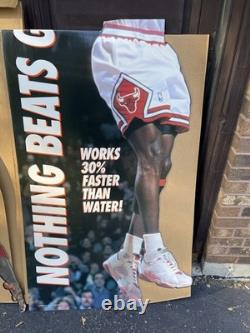 NOTHING BEATS G
WORKS
30%
FASTER
THAN
WATER!